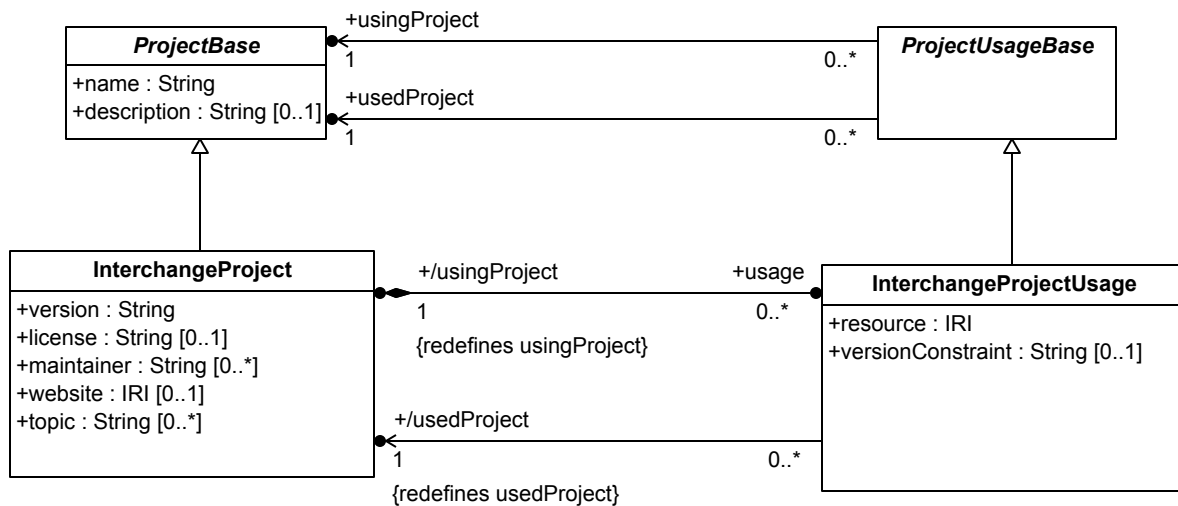 +usingProject
ProjectBase
ProjectUsageBase
1
0..*
+name : String
+description : String [0..1]
+usedProject
1
0..*
InterchangeProject
+/usingProject
+usage
InterchangeProjectUsage
+version : String
+license : String [0..1]
+maintainer : String [0..*]
+website : IRI [0..1]
+topic : String [0..*]
1
0..*
+resource : IRI
+versionConstraint : String [0..1]
{redefines usingProject}
+/usedProject
1
0..*
{redefines usedProject}